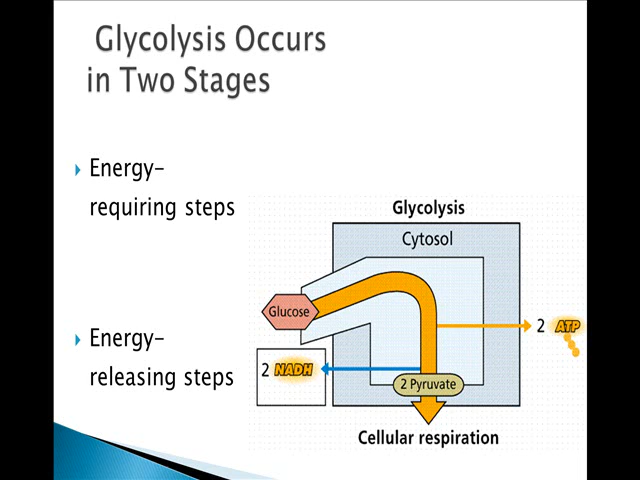 Glycolysis Occurs
in Two Stages
Energy-
requiring steps
Energy-
releasing steps
Glycolysis
Cytosol
Glucose
2 ATP
2 NADH
2 Pyruvate
Cellular respiration